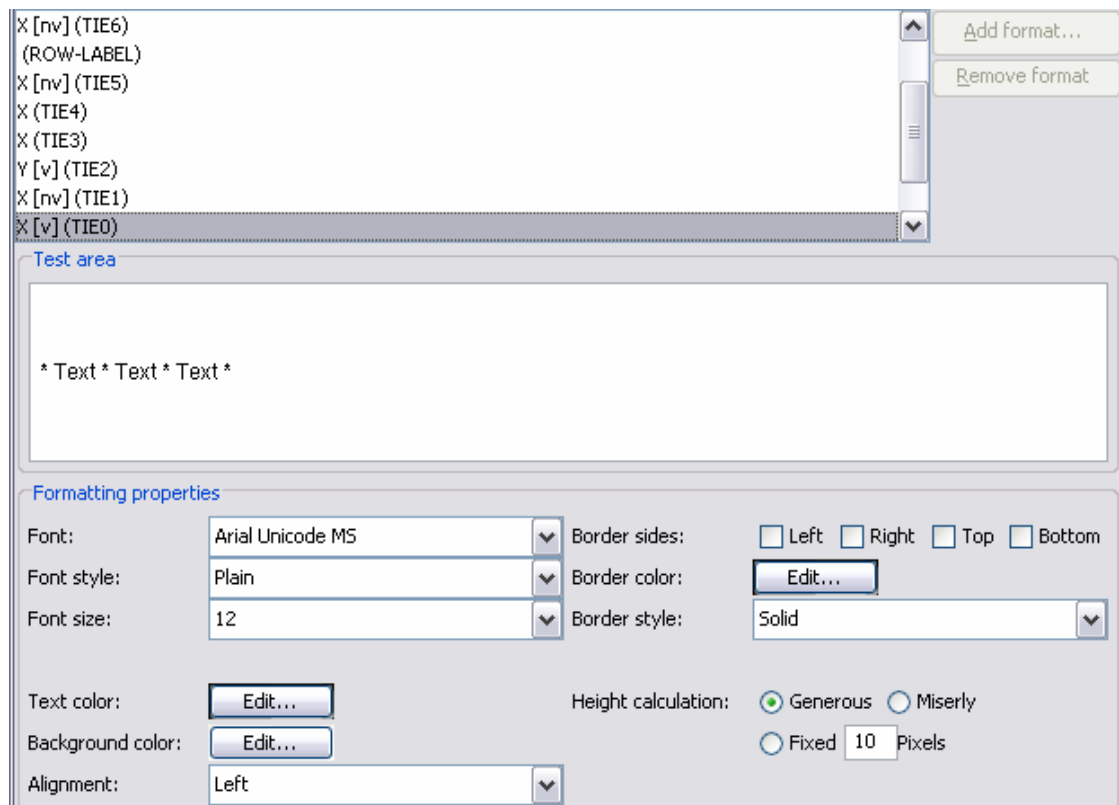 X [nv] (TIE6)
(ROW-LABEL)
X [nv] (TIE5)
X (TIE4)
X (TIE3)
Y [v] (TIE2)
X [nv] (TIE1)
X [v] (TIE0)
Add format...
Remove format
Test area
* Text * Text * Text *
Formatting properties
Font: Arial Unicode MS Border sides: Left Right Top Bottom
Font style: Plain Border color: Edit...
Font size: 12 Border style: Solid
Text color: Edit... Height calculation: Generous Miserly
Background color: Edit... Fixed 10 Pixels
Alignment: Left